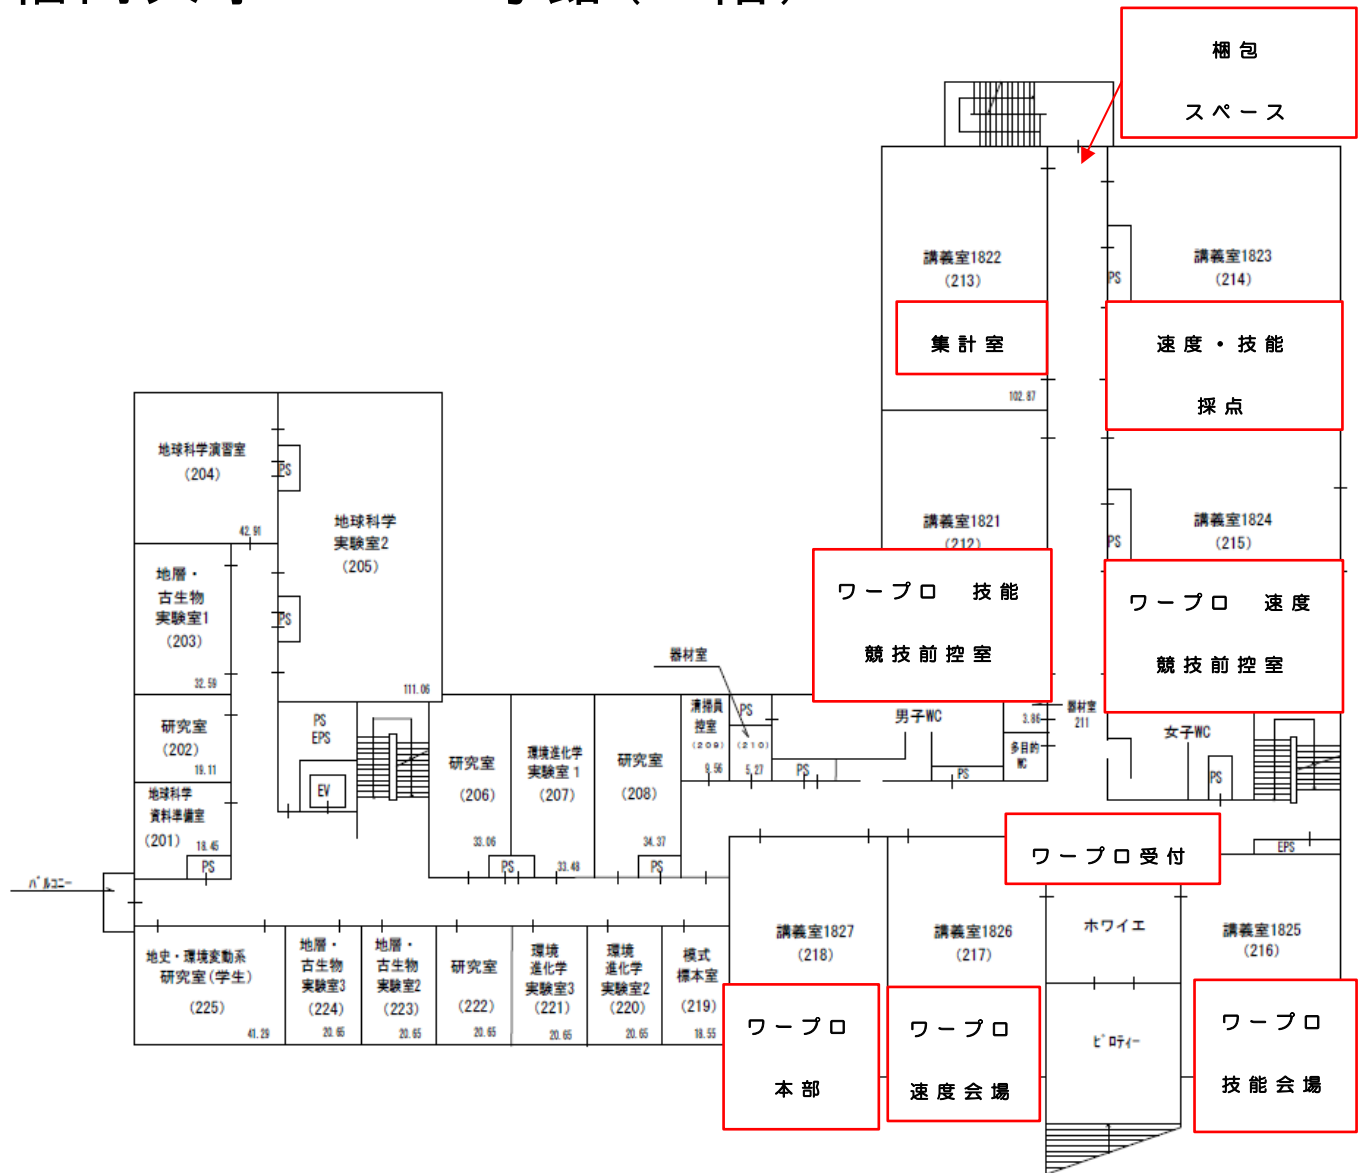 梱包
スペース
講義室1822
(213)
集計室
102.87
講義室1823
(214)
PS
速度・技能
採点
地球科学演習室
(204)
PS
42.91
地球科学
実験室2
(205)
PS
111.06
地層・
古生物
実験室1
(203)
32.59
研究室
(202)
19.11
地球科学
資料準備室
(201)
18.45
PS
バルコニー
講義室1821
(212)
ワープロ 技能
競技前控室
講義室1824
(215)
PS
ワープロ 速度
競技前控室
器材室
PS
EPS
EV
研究室
(206)
33.06
PS
環境進化学
実験室1
(207)
33.48
研究室
(208)
34.37
PS
清掃員
控室
(209)
9.56
PS
(210)
5.27
PS
男子WC
PS
3.86
多目的
WC
器材室
211
女子WC
PS
EPS
ワープロ受付
ホワイエ
ピロティー
地史・環境変動系
研究室(学生)
(225)
41.29
地層・
古生物
実験室3
(224)
20.65
地層・
古生物
実験室2
(223)
20.65
研究室
(222)
20.65
環境
進化学
実験室3
(221)
20.65
環境
進化学
実験室2
(220)
20.65
模式
標本室
(219)
18.55
講義室1827
(218)
ワープロ
本部
講義室1826
(217)
ワープロ
速度会場
講義室1825
(216)
ワープロ
技能会場